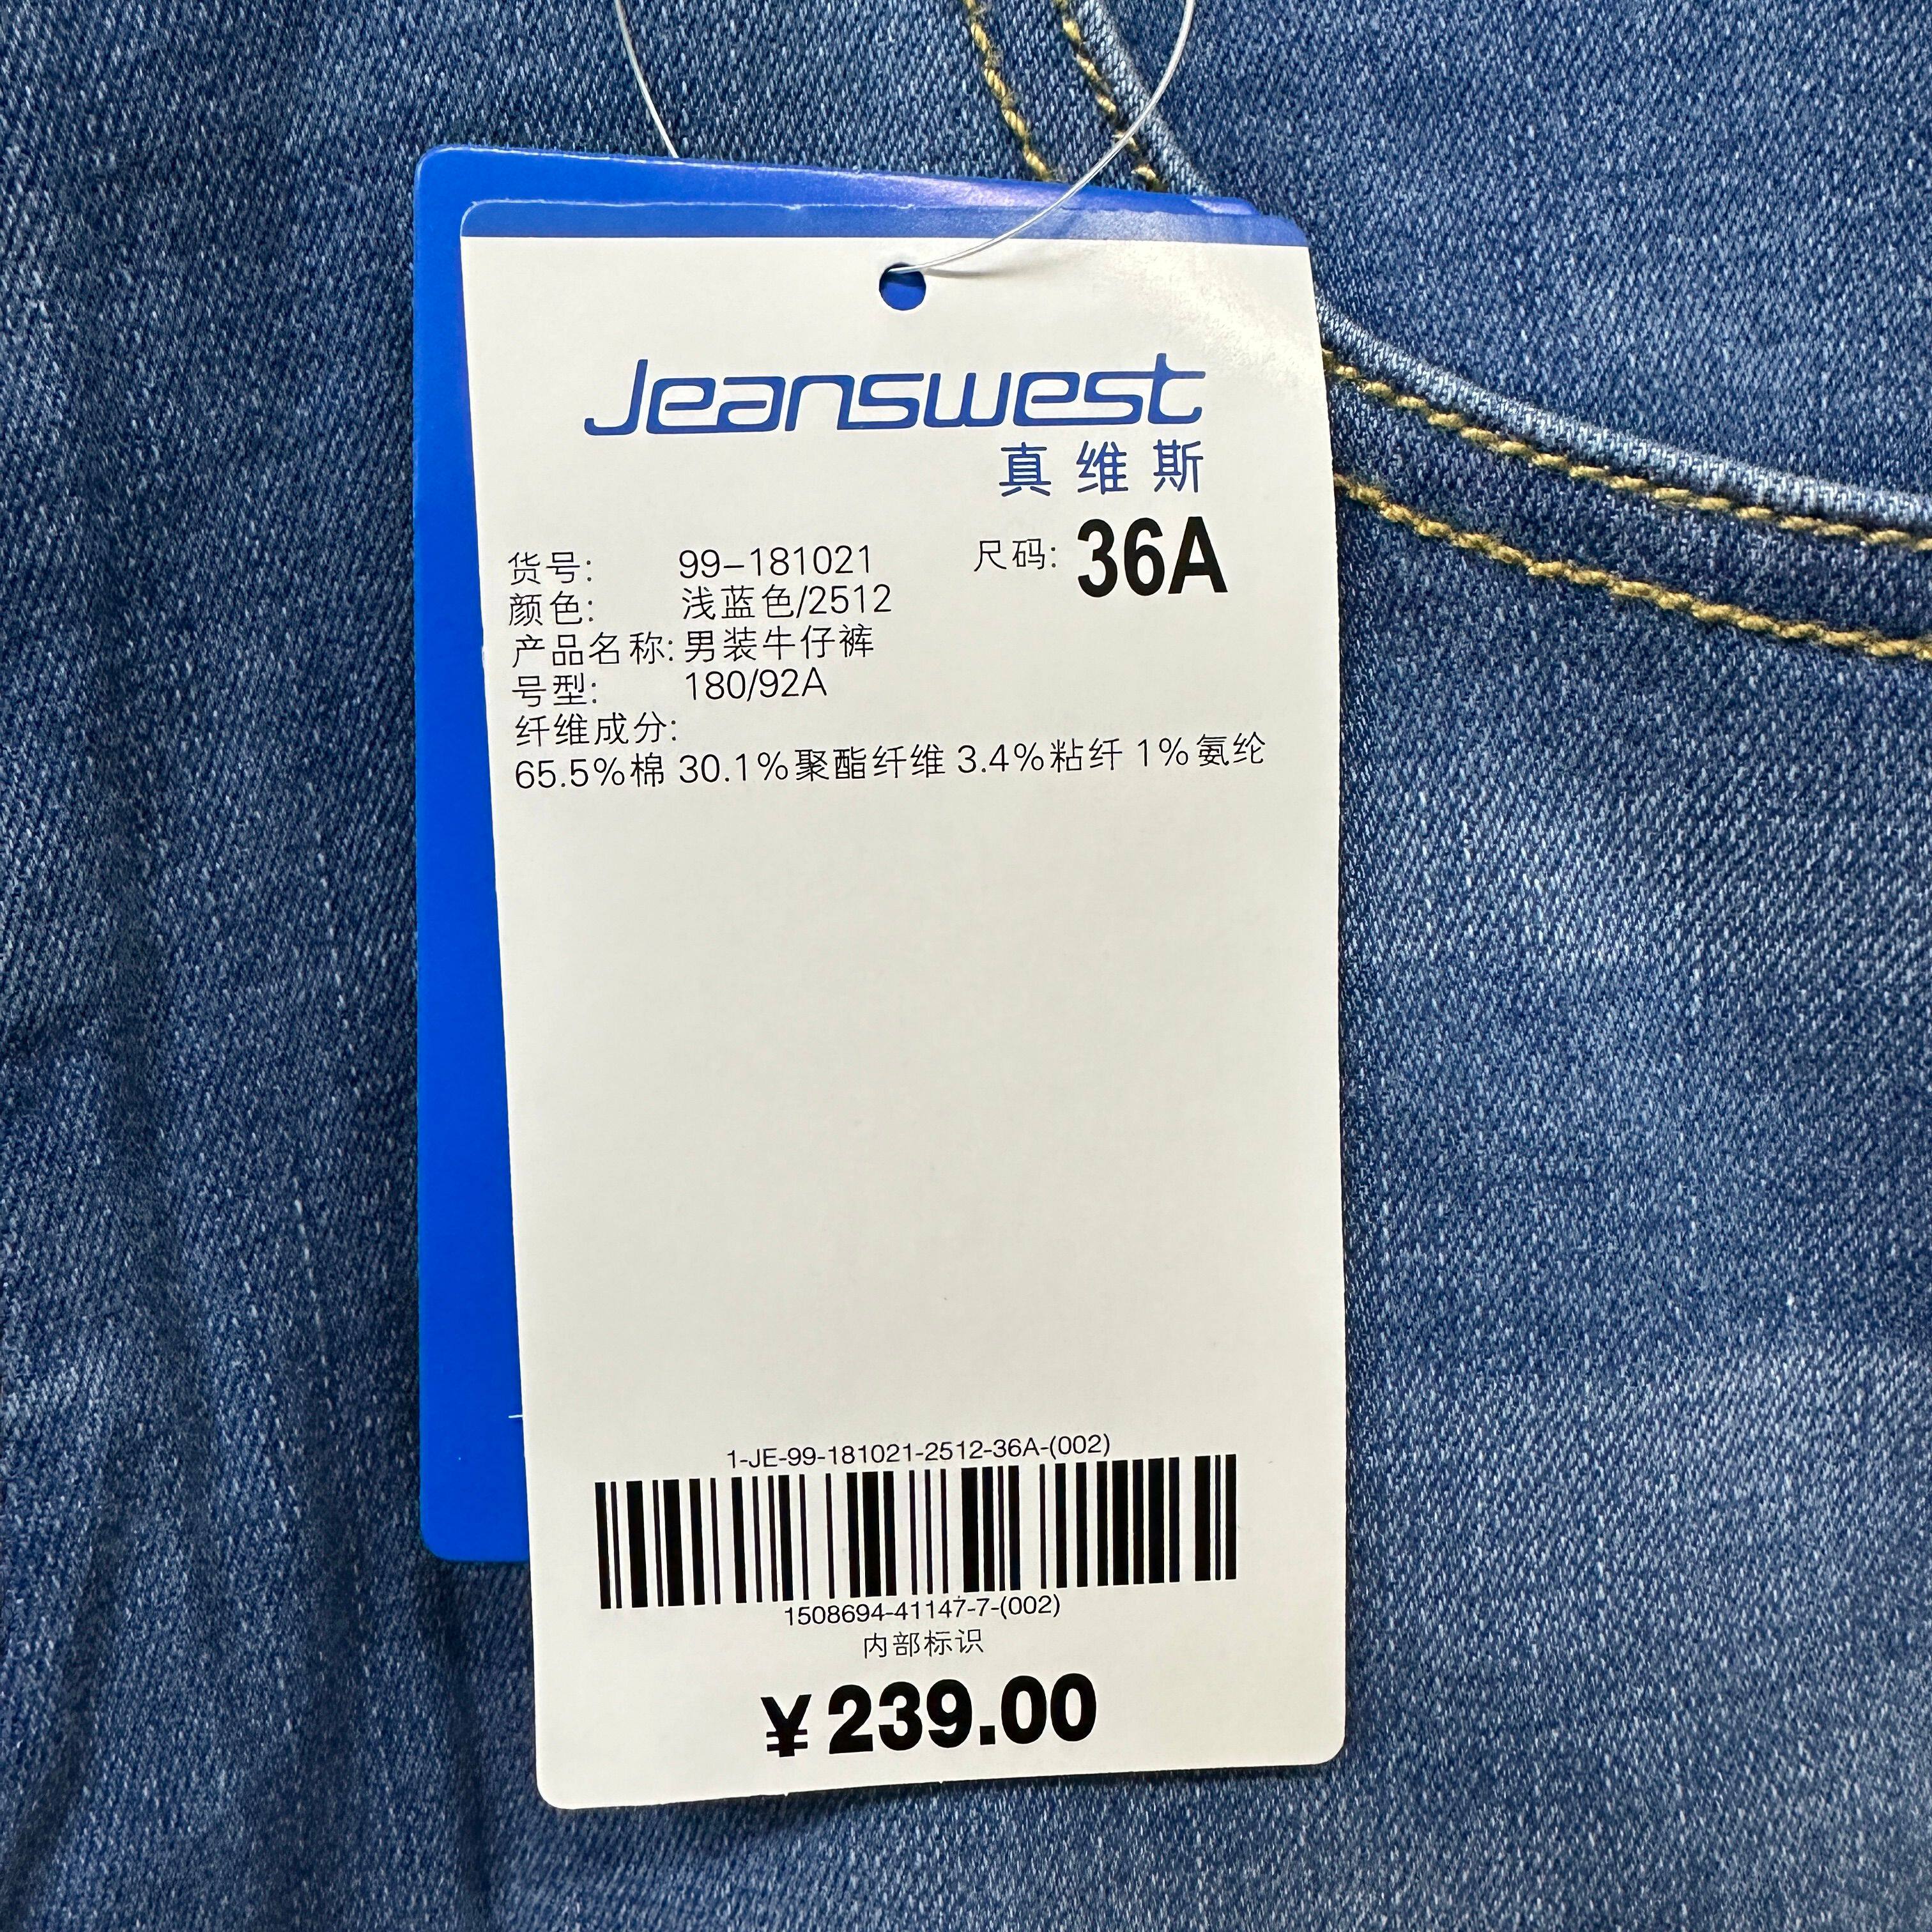 Jeanswest
真维斯
货号: 99-181021 尺码: 36A
颜色: 浅蓝色/2512
产品名称: 男装牛仔裤
号型: 180/92A
纤维成分:
65.5%棉 30.1%聚酯纤维 3.4%粘纤 1%氨纶
1-JE-99-181021-2512-36A-(002)
1508694-41147-7-(002)
内部标识
¥239.00